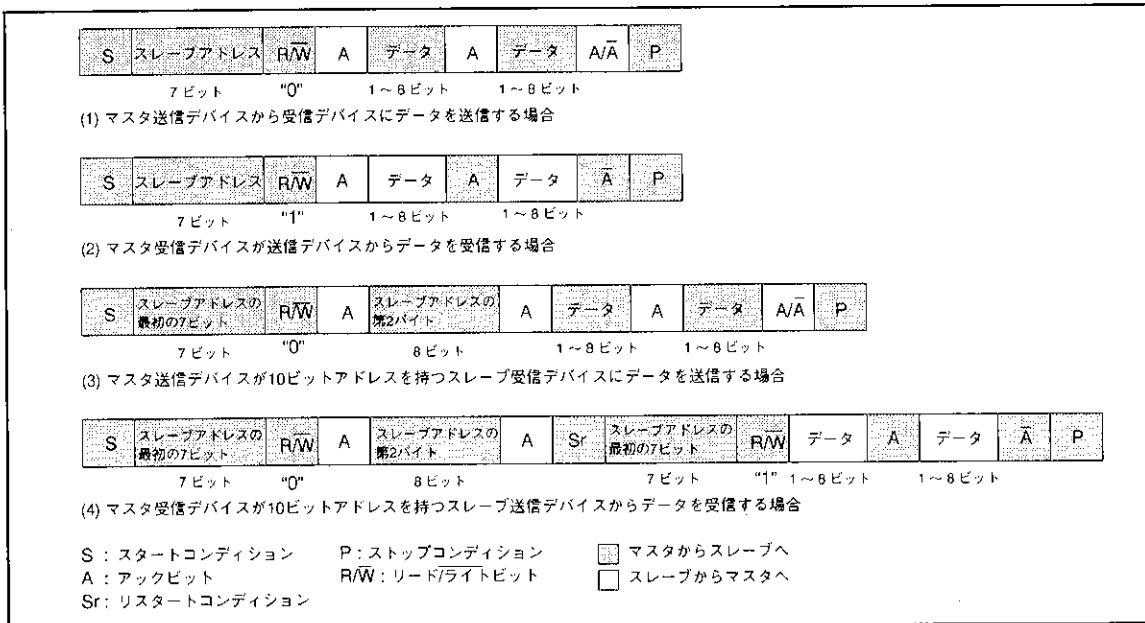 S スレーブアドレス R/W̅ A データ A データ A/A̅ P
7ビット "0" 1～8ビット 1～8ビット
(1) マスタ送信デバイスから受信デバイスにデータを送信する場合
S スレーブアドレス R/W̅ A データ A データ A̅ P
7ビット "1" 1～8ビット 1～8ビット
(2) マスタ受信デバイスが送信デバイスからデータを受信する場合
S スレーブアドレスの最初の7ビット R/W̅ A スレーブアドレスの第2バイト A データ A データ A/A̅ P
7ビット "0" 8ビット 1～8ビット 1～8ビット
(3) マスタ送信デバイスが10ビットアドレスを持つスレーブ受信デバイスにデータを送信する場合
S スレーブアドレスの最初の7ビット R/W̅ A スレーブアドレスの第2バイト A Sr スレーブアドレスの最初の7ビット R/W̅ データ A データ A̅ P
7ビット "0" 8ビット 7ビット "1" 1～8ビット 1～8ビット
(4) マスタ受信デバイスが10ビットアドレスを持つスレーブ送信デバイスからデータを受信する場合
S : スタートコンディション P : ストップコンディション マスタからスレーブへ
A : アックビット R/W̅ : リード/ライトビット スレーブからマスタへ
Sr : リスタートコンディション